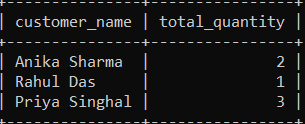 | customer_name | total_quantity |
| Anika Sharma | 2 |
| Rahul Das | 1 |
| Priya Singhal | 3 |